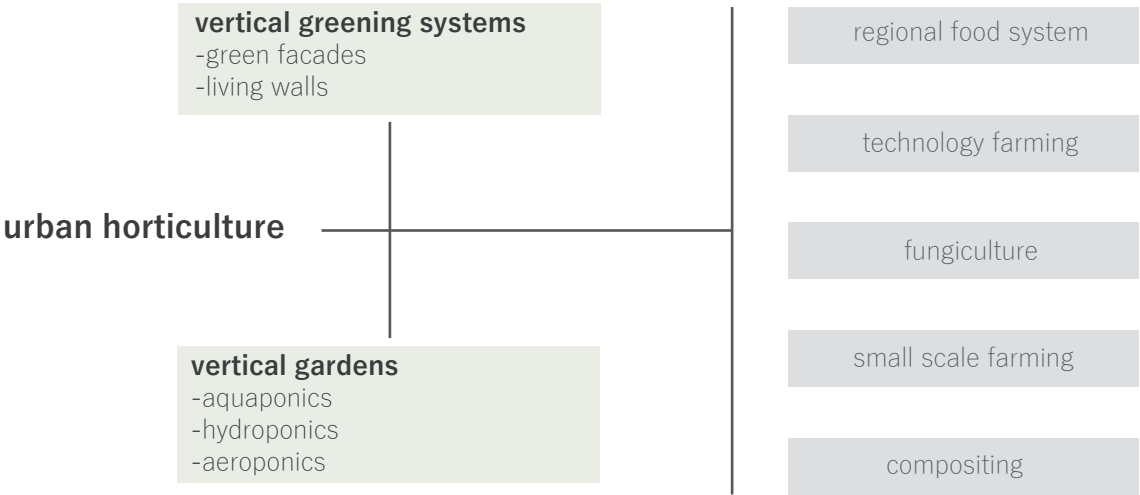 vertical greening systems
-green facades
-living walls
urban horticulture
vertical gardens
-aquaponics
-hydroponics
-aeroponics
regional food system
technology farming
fungiculture
small scale farming
compositing